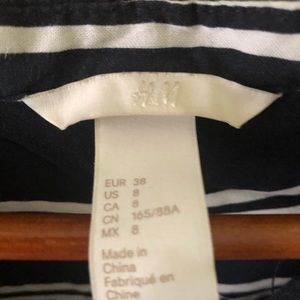 H&M
EUR 38
US 8
CA 8
CN 165/88A
MX 8
Made in
China
Fabriqué en
Chine